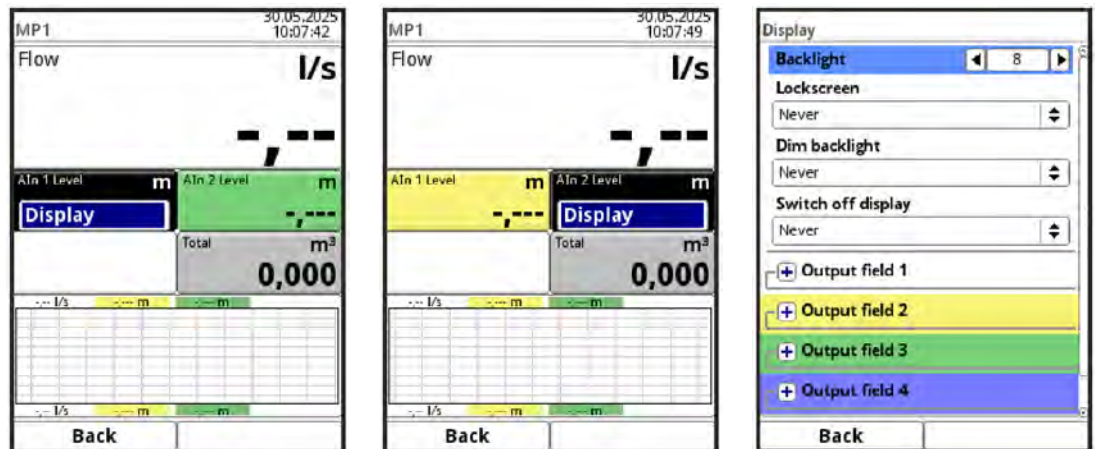 MP1
30.05.2025
10:07:42
Flow
l/s
-,--
AIn 1 Level m
AIn 2 Level m
Display
-,---
Total m³
0,000
-,-- l/s -,--- m -,--- m
-,-- l/s -,--- m -,--- m
Back
MP1
30.05.2025
10:07:49
Flow
l/s
-,--
AIn 1 Level m
AIn 2 Level m
-,---
Display
Total m³
0,000
-,-- l/s -,--- m -,--- m
-,-- l/s -,--- m -,--- m
Back
Display
Backlight 8
Lockscreen
Never
Dim backlight
Never
Switch off display
Never
+ Output field 1
+ Output field 2
+ Output field 3
+ Output field 4
Back